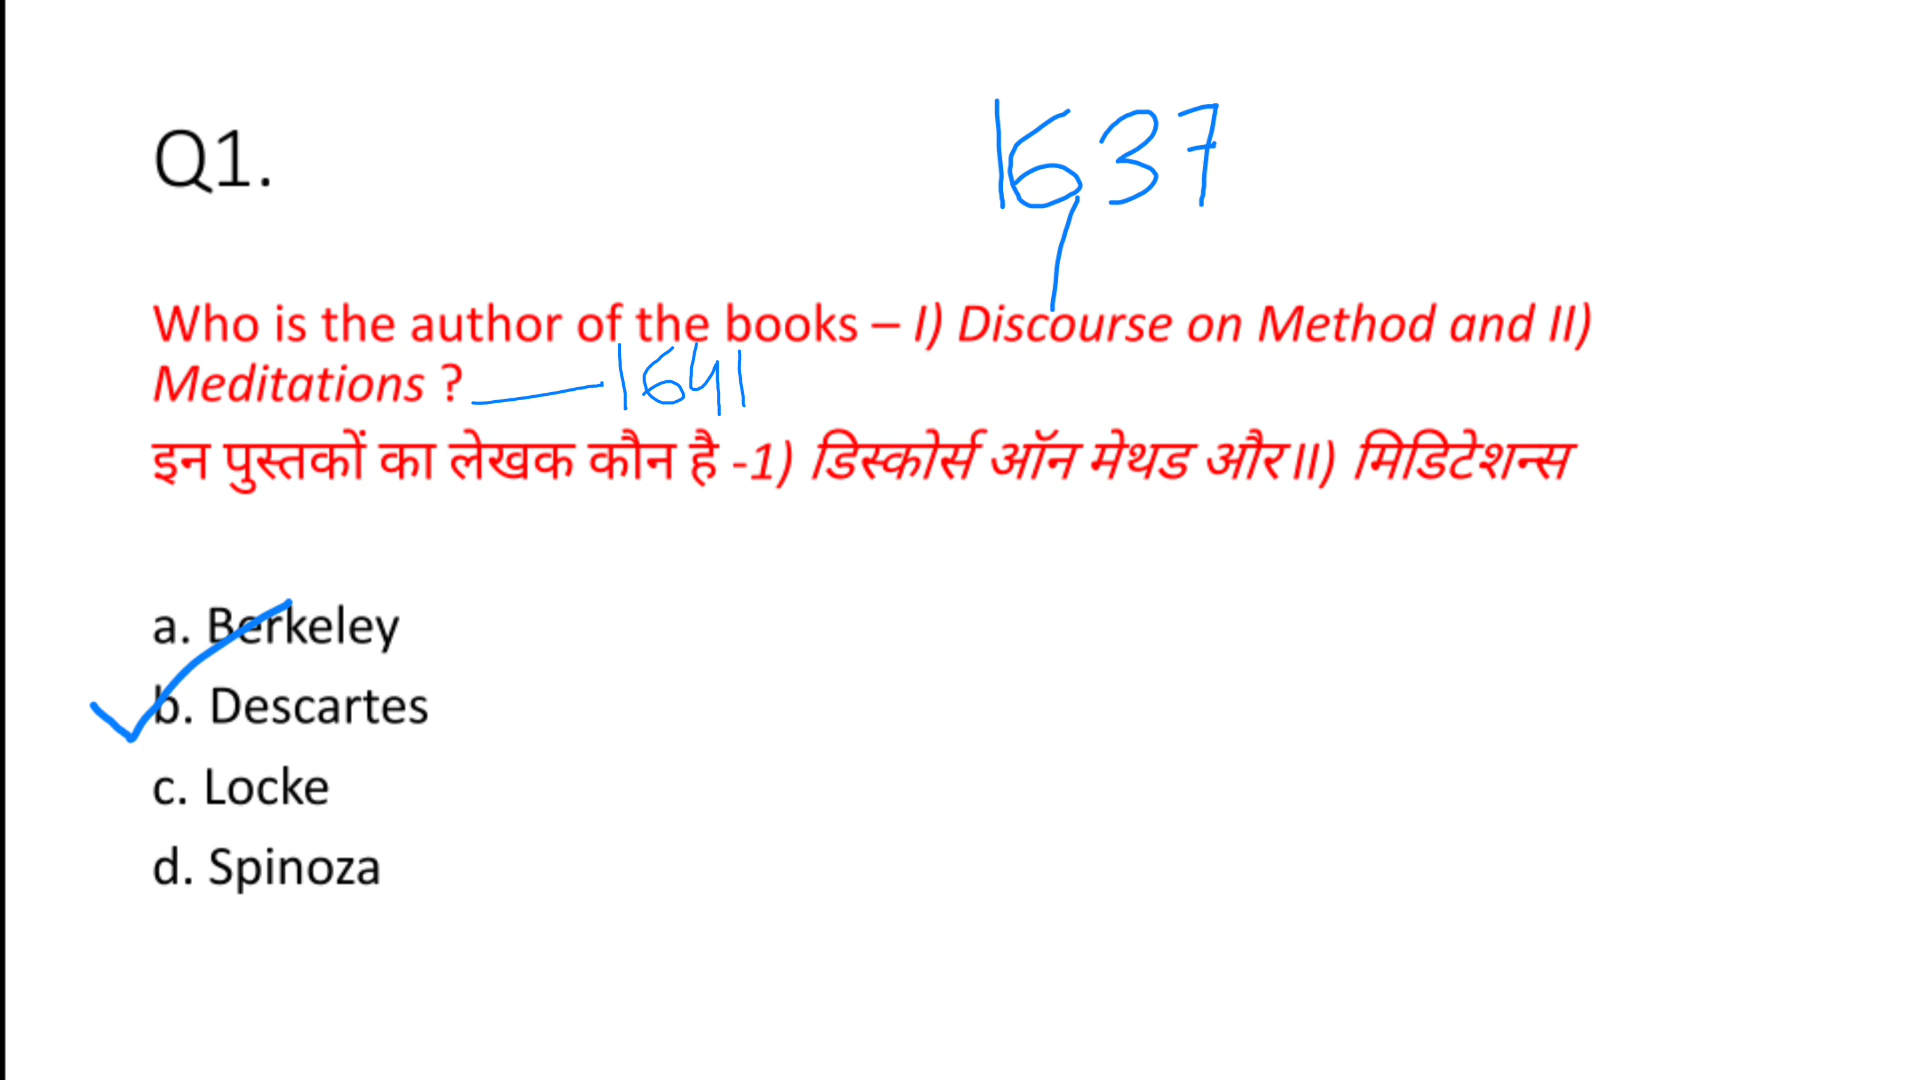 Q1.
1637
Who is the author of the books – I) Discourse on Method and II)
Meditations ? 1641
इन पुस्तकों का लेखक कौन है -1) डिस्कोर्स ऑन मेथड और II) मिडिटेशन्स
a. Berkeley
b. Descartes
c. Locke
d. Spinoza